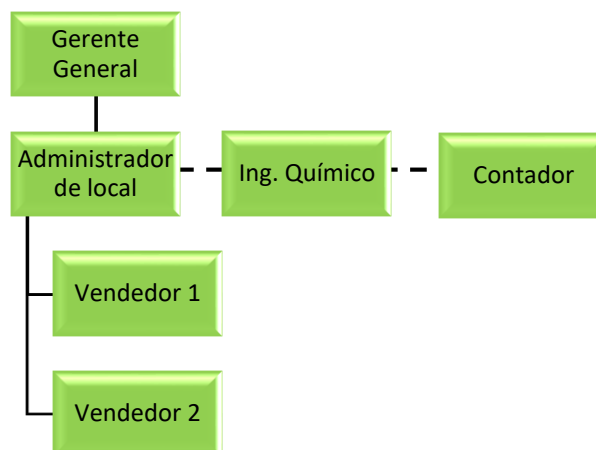 Gerente
General
Administrador
de local
Ing. Químico
Contador
Vendedor 1
Vendedor 2